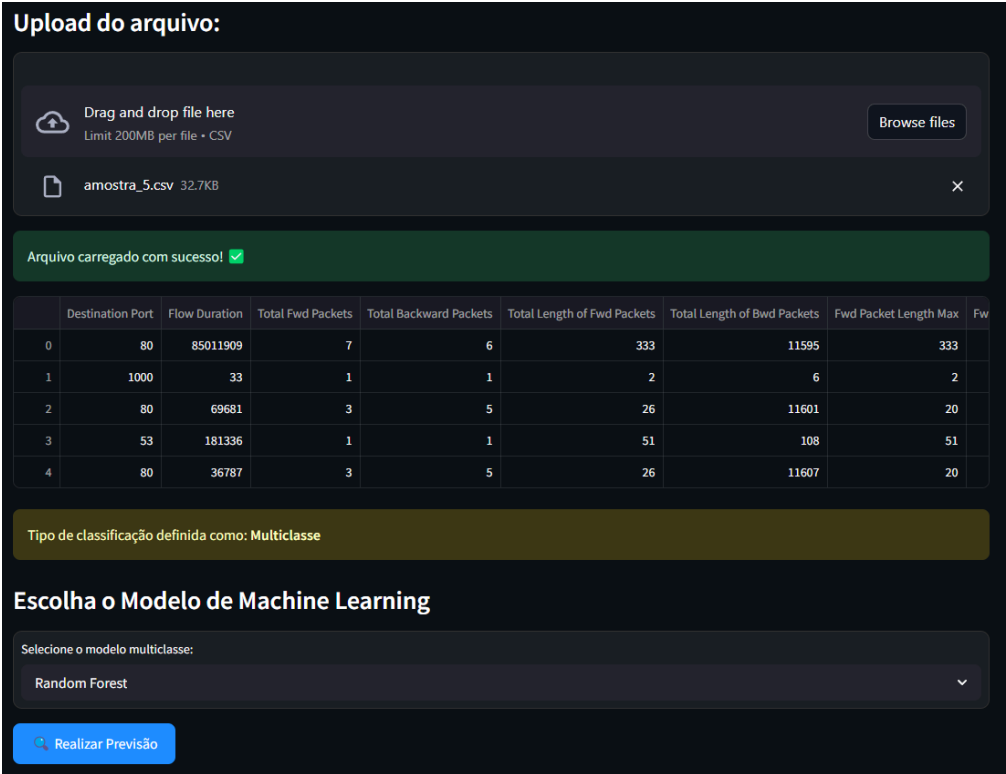 Upload do arquivo:
Drag and drop file here
Limit 200MB per file • CSV
Browse files
amostra_5.csv 32.7KB
Arquivo carregado com sucesso! ✅
Destination Port Flow Duration Total Fwd Packets Total Backward Packets Total Length of Fwd Packets Total Length of Bwd Packets Fwd Packet Length Max Fw
0 80 85011909 7 6 333 11595 333
1 1000 33 1 1 2 6 2
2 80 69681 3 5 26 11601 20
3 53 181336 1 1 51 108 51
4 80 36787 3 5 26 11607 20
Tipo de classificação definida como: Multiclasse
Escolha o Modelo de Machine Learning
Selecione o modelo multiclasse:
Random Forest
🔍 Realizar Previsão